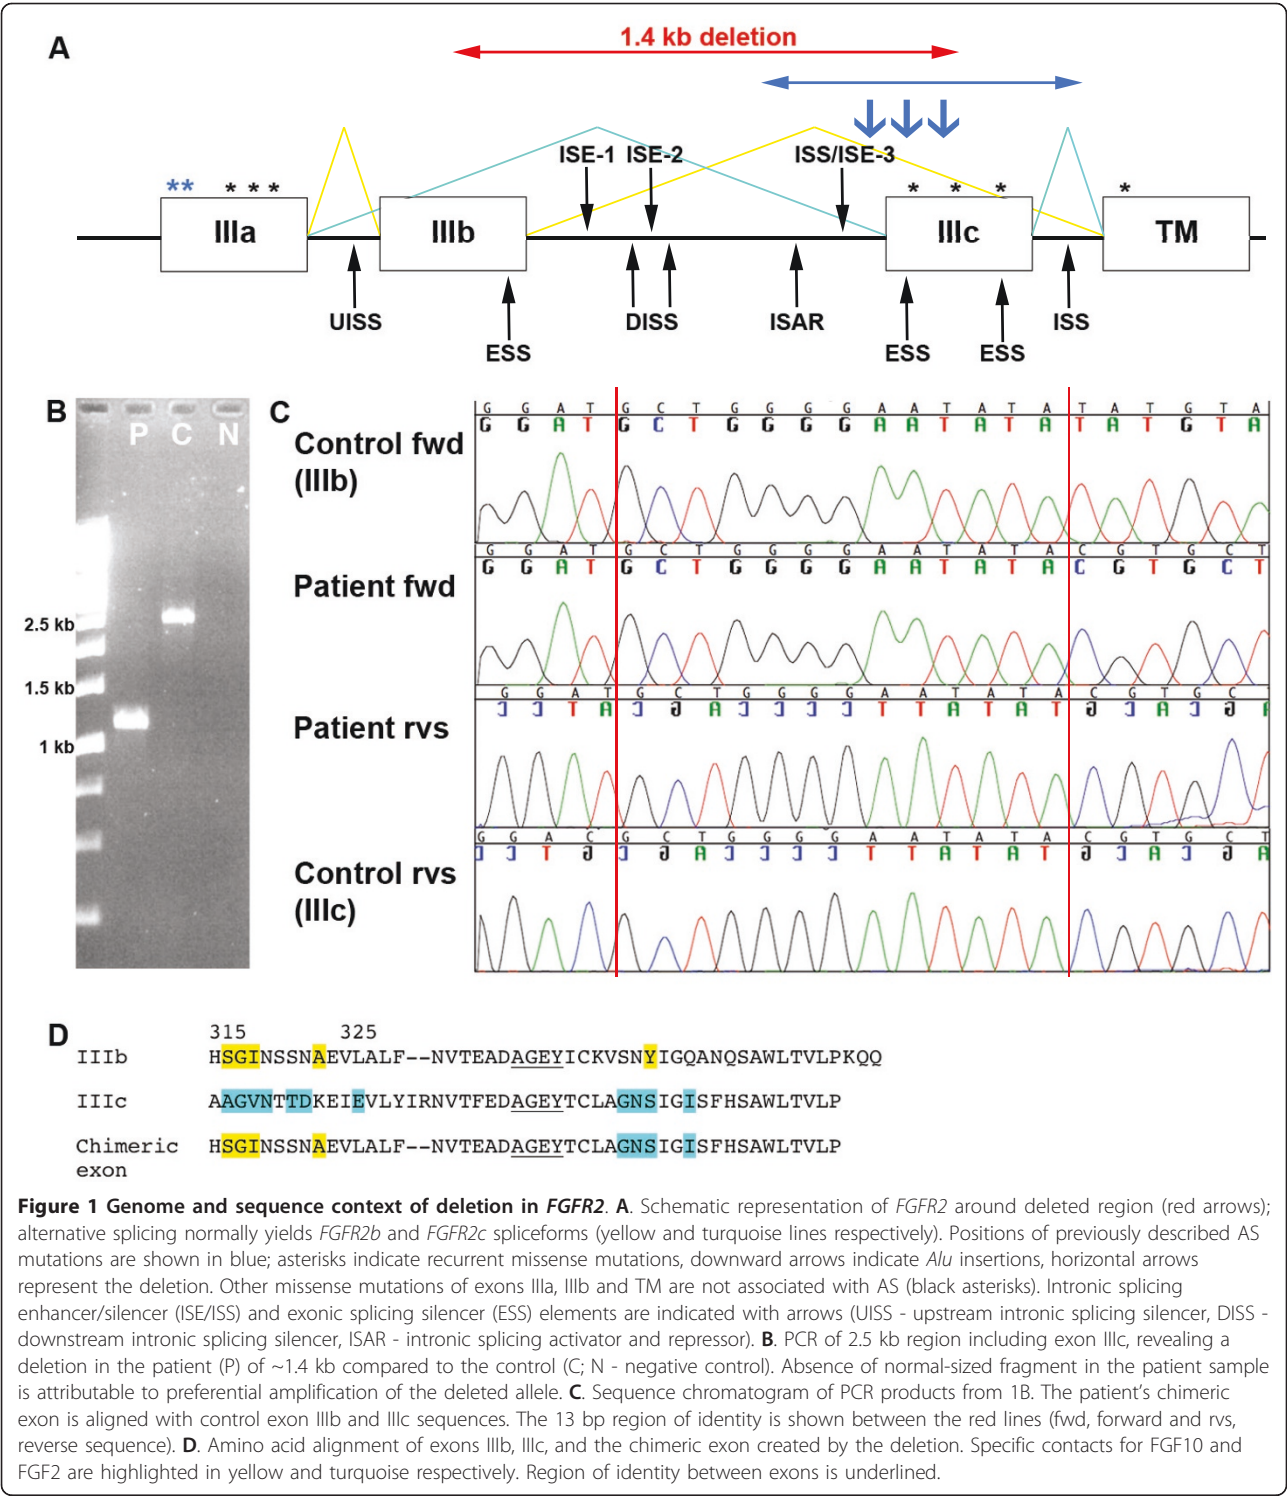 A
1.4 kb deletion
ISE-1 ISE-2 ISS/ISE-3
** * * * * * * *
IIIa IIIb IIIc TM
UISS DISS ISAR ISS
ESS ESS ESS
B
P C N
2.5 kb
1.5 kb
1 kb
C
G G A T G C T G G G G A A T A T A T A T G T A
G G A T G C T G G G G A A T A T A T A T G T A
Control fwd
(IIIb)
G G A T G C T G G G G A A T A T A C G T G C T
G G A T G C T G G G G A A T A T A C G T G C T
Patient fwd
G G A T G C T G G G G A A T A T A C G T G C T
C C T A C G A C C C C T T A T A T G C A C G A
Patient rvs
G G A C G C T G G G G A A T A T A C G T G C T
C C T G C G A C C C C T T A T A T G C A C G A
Control rvs
(IIIc)
D
315 325
IIIb HSGINSSNAEVLALF--NVTEADAGEYICKVSNYIGQANQSAWLTVLPKQQ
IIIc AAGVNTTDKEIEVLYIRNVTFEDAGEYTCLAGNSIGISFHSAWLTVLP
Chimeric HSGINSSNAEVLALF--NVTEADAGEYTCLAGNSIGISFHSAWLTVLP
exon
Figure 1 Genome and sequence context of deletion in FGFR2. A. Schematic representation of FGFR2 around deleted region (red arrows);
alternative splicing normally yields FGFR2b and FGFR2c spliceforms (yellow and turquoise lines respectively). Positions of previously described AS
mutations are shown in blue; asterisks indicate recurrent missense mutations, downward arrows indicate Alu insertions, horizontal arrows
represent the deletion. Other missense mutations of exons IIIa, IIIb and TM are not associated with AS (black asterisks). Intronic splicing
enhancer/silencer (ISE/ISS) and exonic splicing silencer (ESS) elements are indicated with arrows (UISS - upstream intronic splicing silencer, DISS -
downstream intronic splicing silencer, ISAR - intronic splicing activator and repressor). B. PCR of 2.5 kb region including exon IIIc, revealing a
deletion in the patient (P) of ~1.4 kb compared to the control (C; N - negative control). Absence of normal-sized fragment in the patient sample
is attributable to preferential amplification of the deleted allele. C. Sequence chromatogram of PCR products from 1B. The patient's chimeric
exon is aligned with control exon IIIb and IIIc sequences. The 13 bp region of identity is shown between the red lines (fwd, forward and rvs,
reverse sequence). D. Amino acid alignment of exons IIIb, IIIc, and the chimeric exon created by the deletion. Specific contacts for FGF10 and
FGF2 are highlighted in yellow and turquoise respectively. Region of identity between exons is underlined.